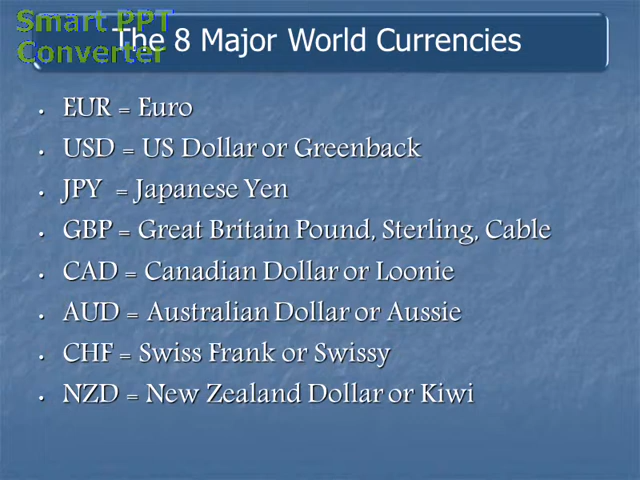 Smart PPT
Converter
The 8 Major World Currencies
• EUR = Euro
• USD = US Dollar or Greenback
• JPY = Japanese Yen
• GBP = Great Britain Pound, Sterling, Cable
• CAD = Canadian Dollar or Loonie
• AUD = Australian Dollar or Aussie
• CHF = Swiss Frank or Swissy
• NZD = New Zealand Dollar or Kiwi